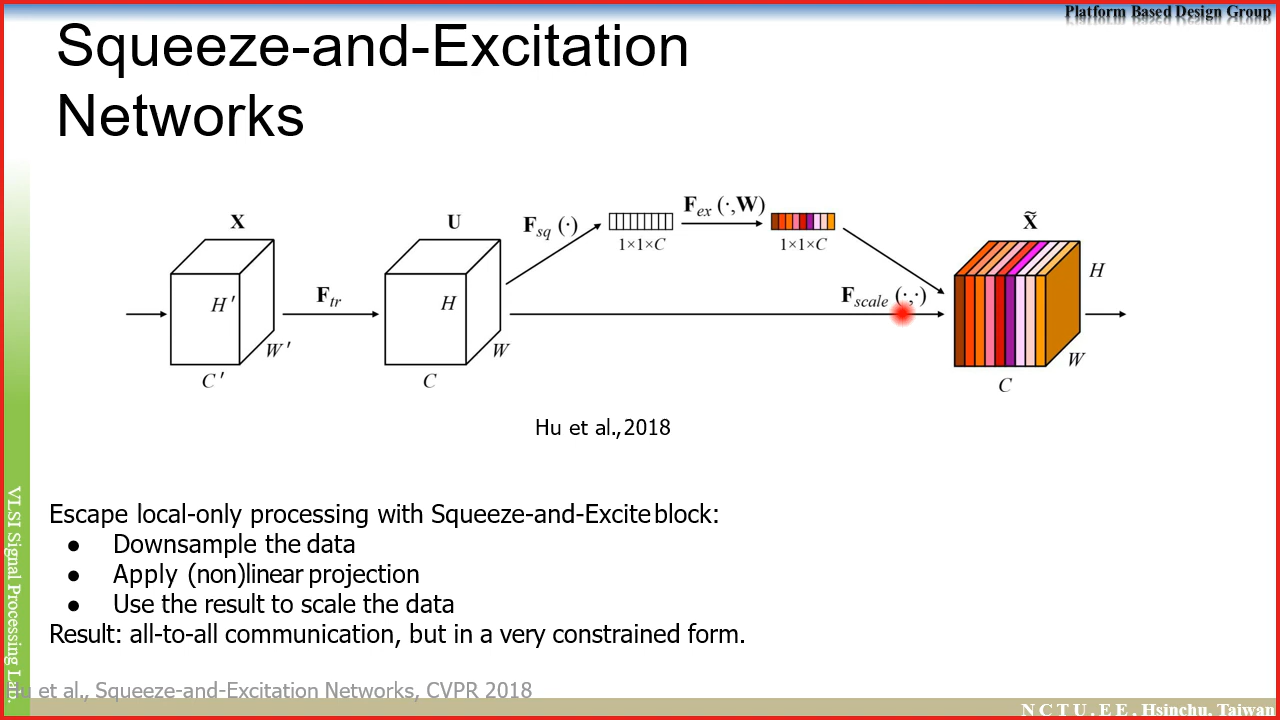 Platform Based Design Group
Squeeze-and-Excitation
Networks
X
H'
W'
C'
F_tr
U
H
W
C
F_sq (·)
1×1×C
F_ex (·,W)
1×1×C
F_scale (·,·)
X̃
H
W
C
Hu et al., 2018
Escape local-only processing with Squeeze-and-Excite block:
● Downsample the data
● Apply (non)linear projection
● Use the result to scale the data
Result: all-to-all communication, but in a very constrained form.
VLSI Signal Processing Lab.
Hu et al., Squeeze-and-Excitation Networks, CVPR 2018
N C T U . E E , Hsinchu, Taiwan